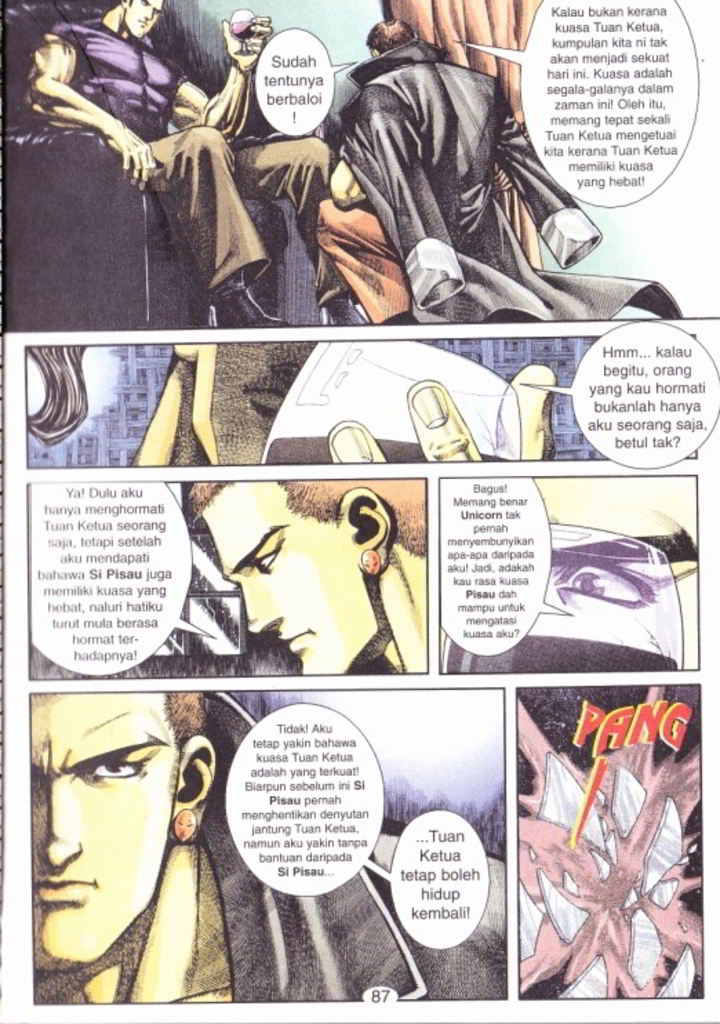 Sudah
tentunya
berbaloi
!
Kalau bukan kerana
kuasa Tuan Ketua,
kumpulan kita ni tak
akan menjadi sekuat
hari ini. Kuasa adalah
segala-galanya dalam
zaman ini! Oleh itu,
memang tepat sekali
Tuan Ketua mengetuai
kita kerana Tuan Ketua
memiliki kuasa
yang hebat!
Hmm... kalau
begitu, orang
yang kau hormati
bukanlah hanya
aku seorang saja,
betul tak?
Ya! Dulu aku
hanya menghormati
Tuan Ketua seorang
saja, tetapi setelah
aku mendapati
bahawa Si Pisau juga
memiliki kuasa yang
hebat, naluri hatiku
turut mula berasa
hormat ter-
hadapnya!
Bagus!
Memang benar
Unicorn tak
pernah
menyembunyikan
apa-apa daripada
aku! Jadi, adakah
kau rasa kuasa
Pisau dah
mampu untuk
mengatasi
kuasa aku?
Tidak! Aku
tetap yakin bahawa
kuasa Tuan Ketua
adalah yang terkuat!
Biarpun sebelum ini Si
Pisau pernah
menghentikan denyutan
jantung Tuan Ketua,
namun aku yakin tanpa
bantuan daripada
Si Pisau...
...Tuan
Ketua
tetap boleh
hidup
kembali!
PANG
87